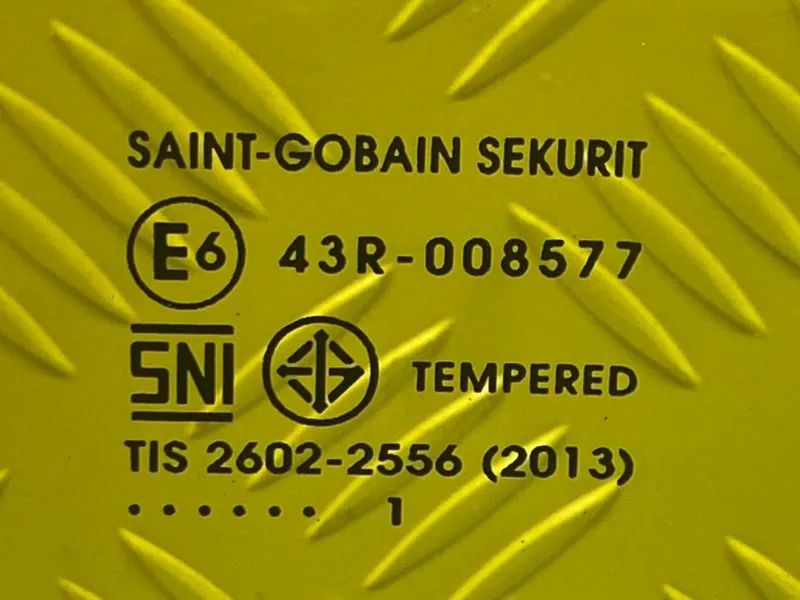 SAINT-GOBAIN SEKURIT
E6 43R-008577
SNI TEMPERED
TIS 2602-2556 (2013)
...... 1